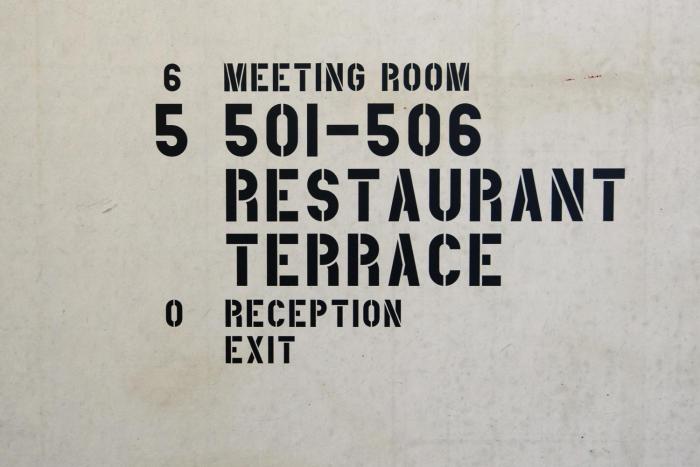 6 MEETING ROOM
5 501-506
RESTAURANT
TERRACE
0 RECEPTION
EXIT